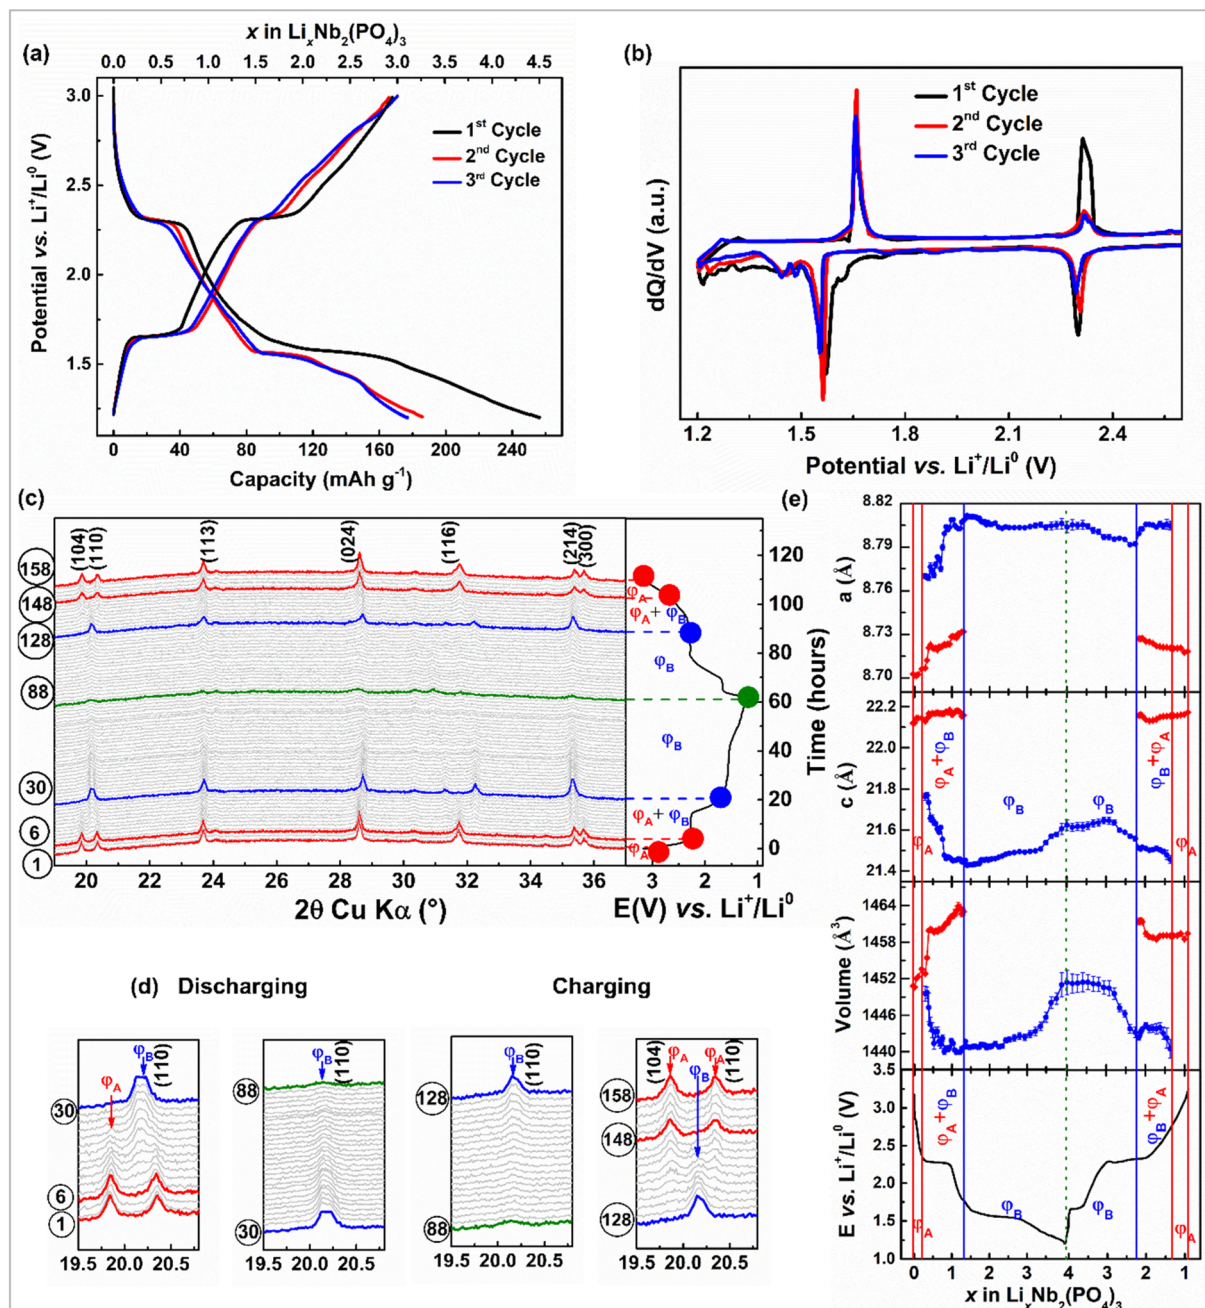 (a)
x in LixNb2(PO4)3
0.0 0.5 1.0 1.5 2.0 2.5 3.0 3.5 4.0 4.5
Potential vs. Li+/Li0 (V)
3.0
2.5
2.0
1.5
1st Cycle
2nd Cycle
3rd Cycle
0 40 80 120 160 200 240
Capacity (mAh g-1)
(b)
dQ/dV (a.u.)
1st Cycle
2nd Cycle
3rd Cycle
1.2 1.5 1.8 2.1 2.4
Potential vs. Li+/Li0 (V)
(c)
(104)
(110)
(113)
(024)
(116)
(214)
(300)
158
148
128
88
30
6
1
20 22 24 26 28 30 32 34 36
2θ Cu Kα (°)
φA
φA+ φB
φB
φB
φA+ φB
φA
3 2 1
E(V) vs. Li+/Li0
120
100
80
60
40
20
0
Time (hours)
(d) Discharging Charging
φA
φB
(110)
30
6
1
19.5 20.0 20.5
φB
(110)
88
30
19.5 20.0 20.5
φB
(110)
128
88
19.5 20.0 20.5
(104)
φA
φB
φA
(110)
158
148
128
19.5 20.0 20.5
(e)
a (Å)
8.82
8.79
8.76
8.73
8.70
c (Å)
22.2
22.0
21.8
21.6
21.4
φA
φA+φB
φB
φB
φB+φA
φA
Volume (Å3)
1464
1458
1452
1446
1440
E vs. Li+/Li0 (V)
3.5
3.0
2.5
2.0
1.5
1.0
φA
φA+φB
φB
φB
φB+φA
φA
0 1 2 3 4 3 2 1
x in LixNb2(PO4)3